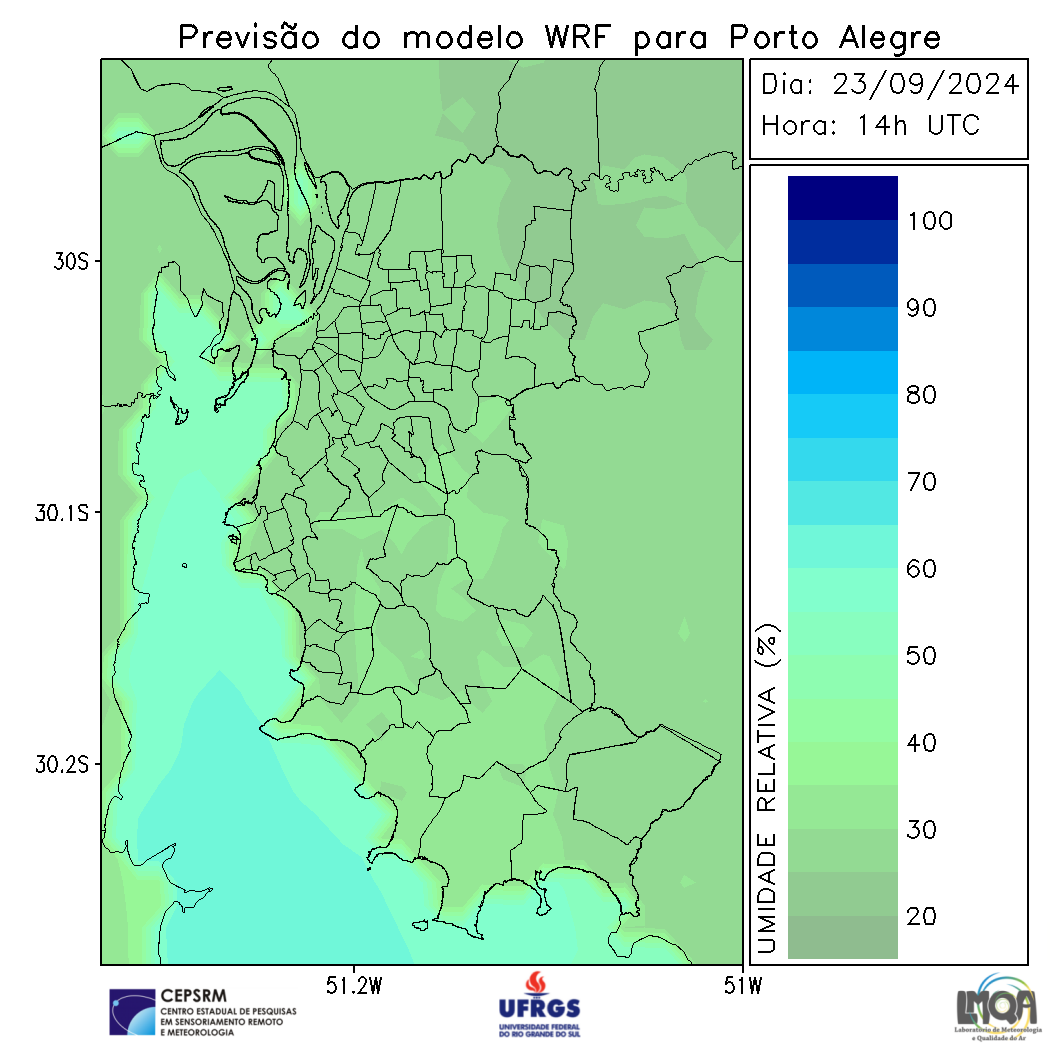 Previsão do modelo WRF para Porto Alegre
Dia: 23/09/2024
Hora: 14h UTC
30S
30.1S
30.2S
51.2W
51W
UMIDADE RELATIVA (%)
100
90
80
70
60
50
40
30
20
CEPSRM
CENTRO ESTADUAL DE PESQUISAS
EM SENSORIAMENTO REMOTO
E METEOROLOGIA
UFRGS
UNIVERSIDADE FEDERAL
DO RIO GRANDE DO SUL
LMQA
Laboratório de Meteorologia
e Qualidade do Ar